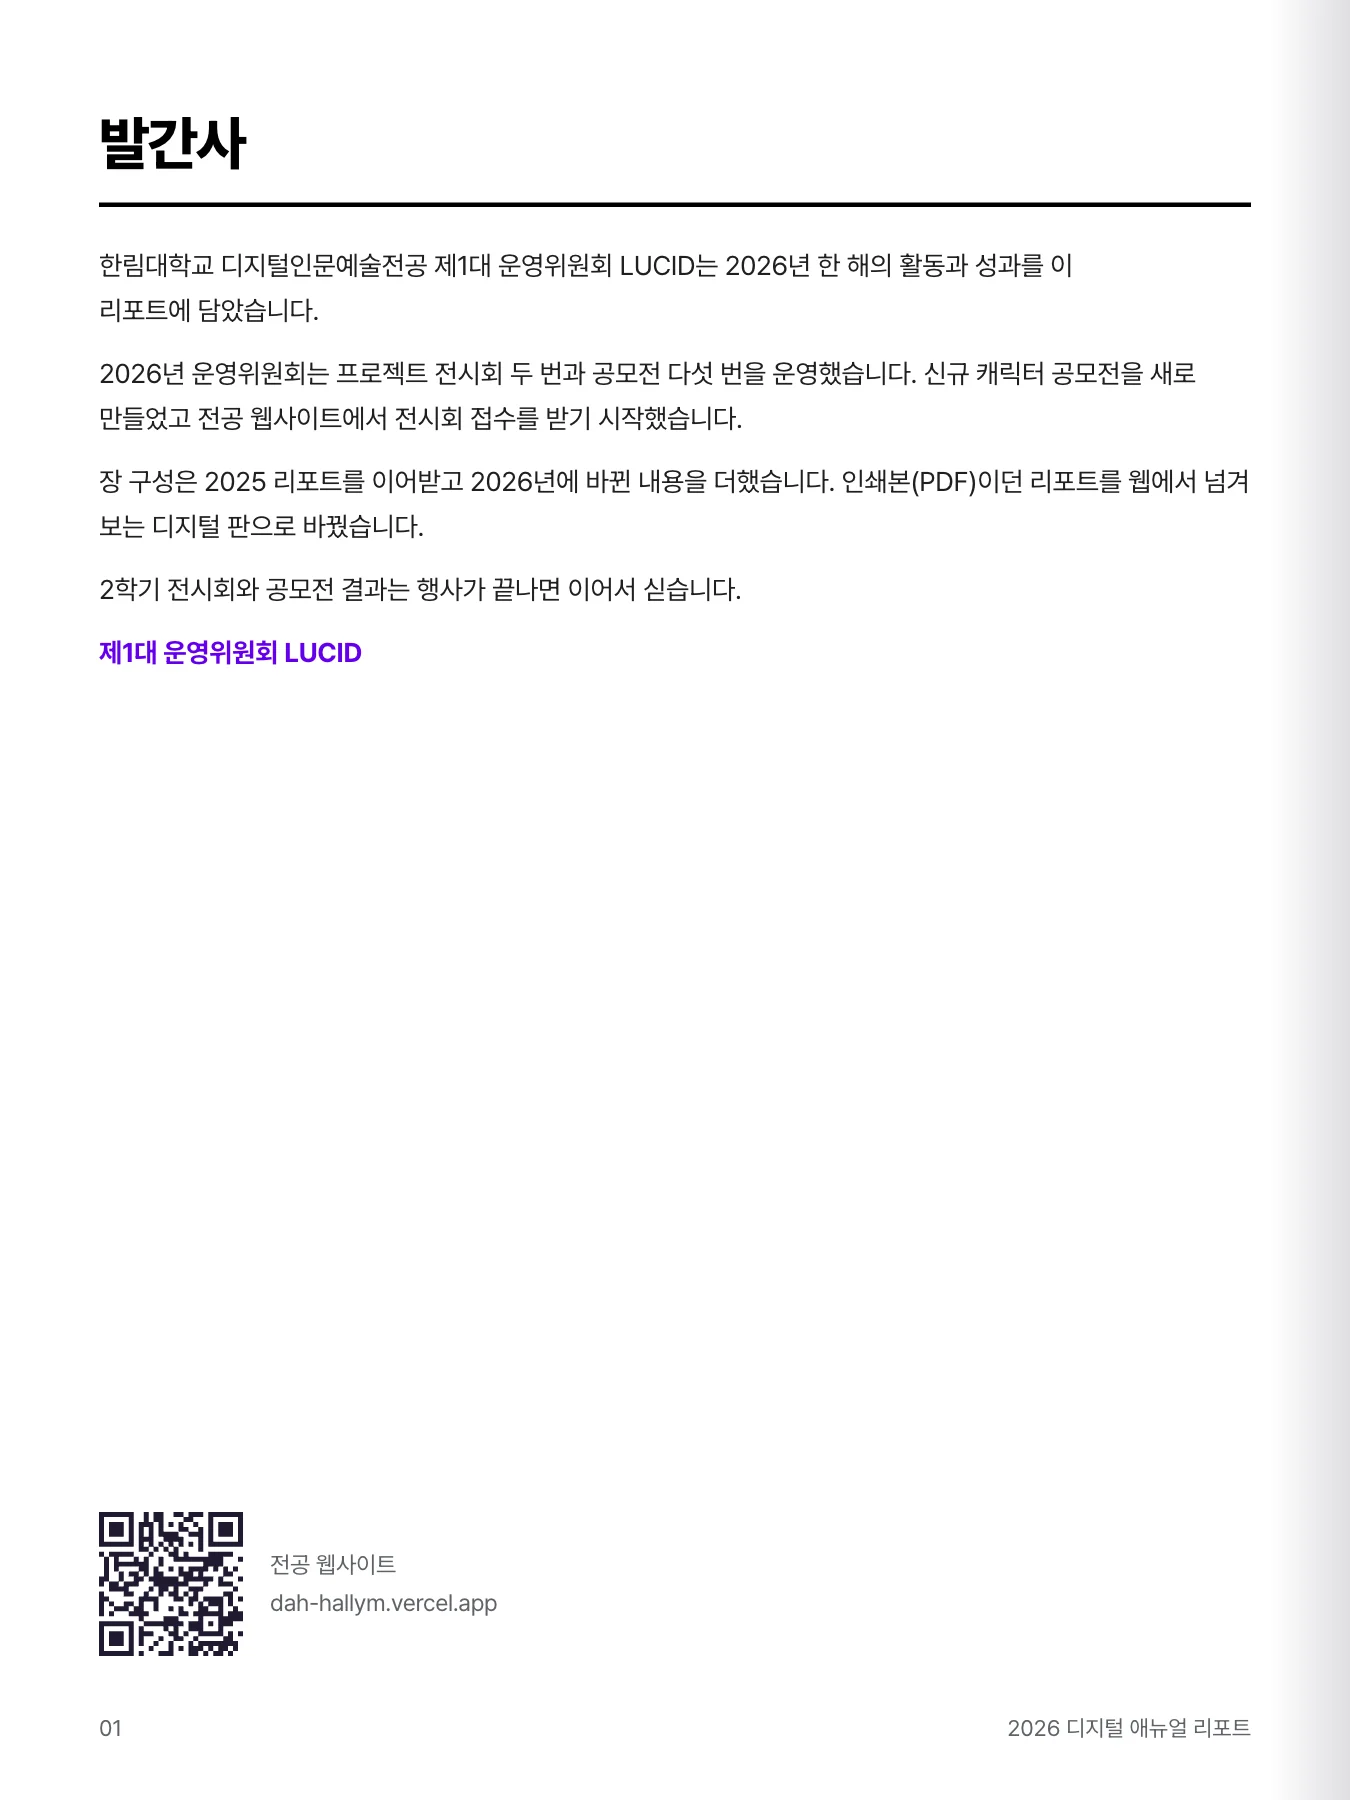 발간사
한림대학교 디지털인문예술전공 제1대 운영위원회 LUCID는 2026년 한 해의 활동과 성과를 이
리포트에 담았습니다.
2026년 운영위원회는 프로젝트 전시회 두 번과 공모전 다섯 번을 운영했습니다. 신규 캐릭터 공모전을 새로
만들었고 전공 웹사이트에서 전시회 접수를 받기 시작했습니다.
장 구성은 2025 리포트를 이어받고 2026년에 바뀐 내용을 더했습니다. 인쇄본(PDF)이던 리포트를 웹에서 넘겨
보는 디지털 판으로 바꿨습니다.
2학기 전시회와 공모전 결과는 행사가 끝나면 이어서 싣습니다.
제1대 운영위원회 LUCID
전공 웹사이트
dah-hallym.vercel.app
01
2026 디지털 애뉴얼 리포트